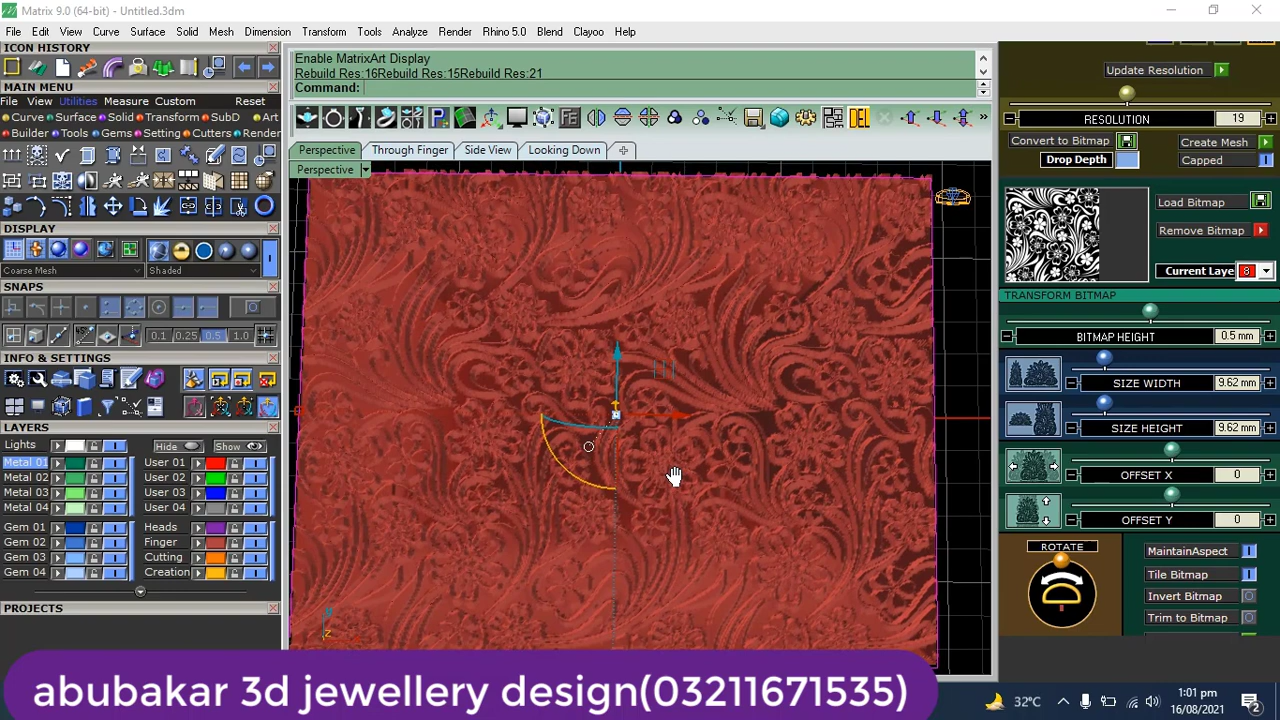 Matrix 9.0 (64-bit) - Untitled.3dm
File Edit View Curve Surface Solid Mesh Dimension Transform Tools Analyze Render Rhino 5.0 Blend Clayoo Help
ICON HISTORY
MAIN MENU
File View Utilities Measure Custom Reset
Curve Surface Solid Transform SubD Art
Builder Tools Gems Setting Cutters Render
DISPLAY
Coarse Mesh Shaded
SNAPS
0.1 0.25 0.5 1.0
INFO & SETTINGS
LAYERS
Lights Hide Show
Metal 01 User 01
Metal 02 User 02
Metal 03 User 03
Metal 04 User 04
Gem 01 Heads
Gem 02 Finger
Gem 03 Cutting
Gem 04 Creation
PROJECTS
Enable MatrixArt Display
Rebuild Res:16Rebuild Res:15Rebuild Res:21
Command:
DEL
Perspective Through Finger Side View Looking Down
Perspective
y
z
Update Resolution
RESOLUTION 19
Convert to Bitmap Create Mesh
Drop Depth Capped
Load Bitmap
Remove Bitmap
Current Laye 8
TRANSFORM BITMAP
BITMAP HEIGHT 0.5 mm
SIZE WIDTH 9.62 mm
SIZE HEIGHT 9.62 mm
OFFSET X 0
OFFSET Y 0
ROTATE
MaintainAspect
Tile Bitmap
Invert Bitmap
Trim to Bitmap
abubakar 3d jewellery design(03211671535)
32°C
1:01 pm
16/08/2021
2